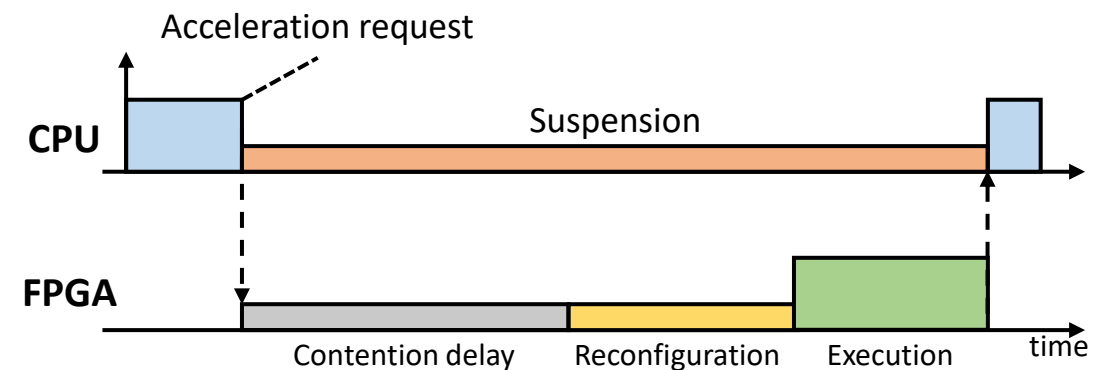 Acceleration request
Suspension
CPU
FPGA
time
Contention delay
Reconfiguration
Execution